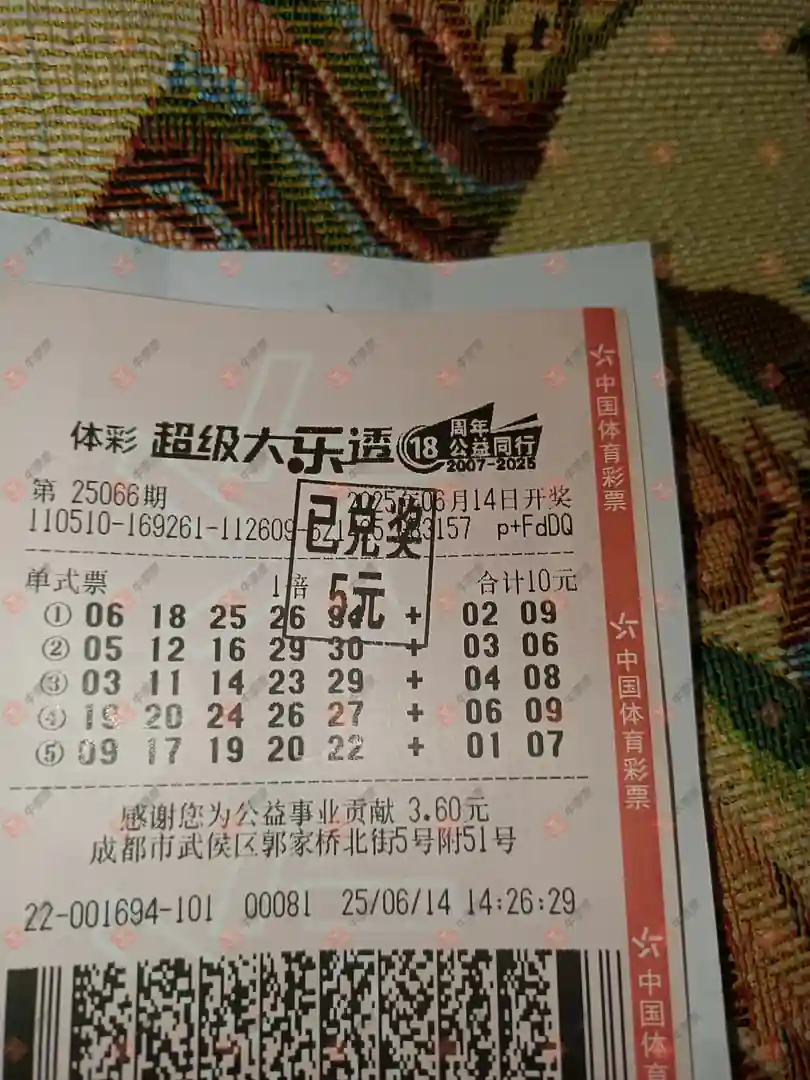 体彩 超级大乐透 18 周年 公益同行 2007-2025
第 25066期 2025年06月14日开奖
110510-169261-112609- 157 p+FdDQ
已兑奖
5元
单式票 1倍 合计10元
① 06 18 25 26 34 + 02 09
② 05 12 16 29 30 + 03 06
③ 03 11 14 23 29 + 04 08
④ 19 20 24 26 27 + 06 09
⑤ 09 17 19 20 22 + 01 07
感谢您为公益事业贡献 3.60元
成都市武侯区郭家桥北街5号附51号
22-001694-101 00081 25/06/14 14:26:29
中国体育彩票
中国体育彩票
中国体育